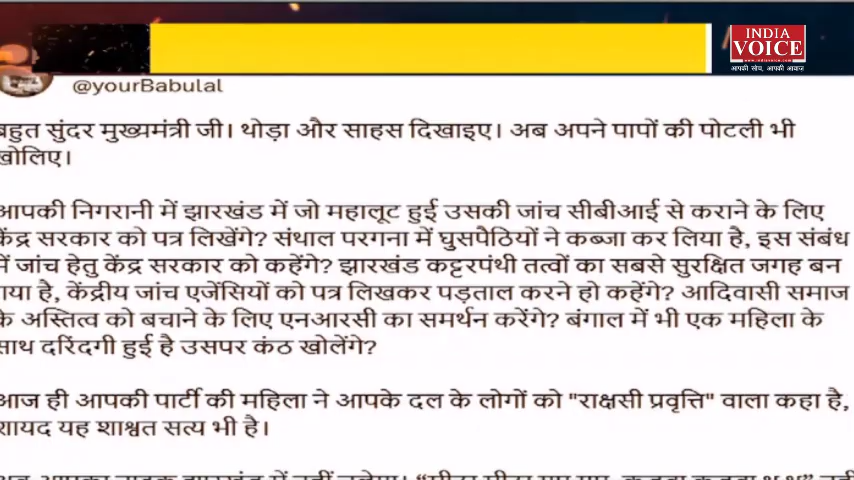 INDIA
VOICE
आपकी सोच, आपकी आवाज
@yourBabulal
बहुत सुंदर मुख्यमंत्री जी। थोड़ा और साहस दिखाइए। अब अपने पापों की पोटली भी
खोलिए।
आपकी निगरानी में झारखंड में जो महालूट हुई उसकी जांच सीबीआई से कराने के लिए
केंद्र सरकार को पत्र लिखेंगे? संथाल परगना में घुसपैठियों ने कब्जा कर लिया है, इस संबंध
में जांच हेतु केंद्र सरकार को कहेंगे? झारखंड कट्टरपंथी तत्वों का सबसे सुरक्षित जगह बन
गया है, केंद्रीय जांच एजेंसियों को पत्र लिखकर पड़ताल करने हो कहेंगे? आदिवासी समाज
के अस्तित्व को बचाने के लिए एनआरसी का समर्थन करेंगे? बंगाल में भी एक महिला के
साथ दरिंदगी हुई है उसपर कंठ खोलेंगे?
आज ही आपकी पार्टी की महिला ने आपके दल के लोगों को "राक्षसी प्रवृत्ति" वाला कहा है,
शायद यह शाश्वत सत्य भी है।